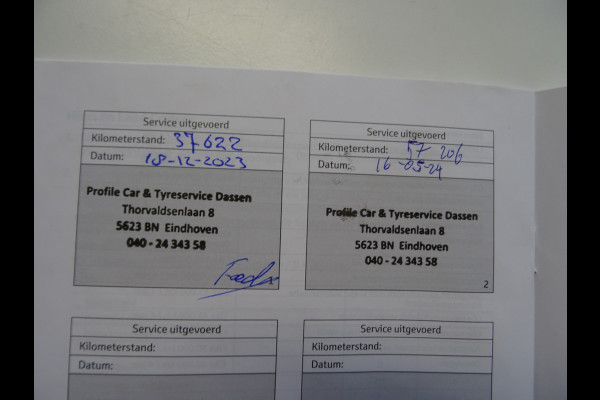 Service uitgevoerd
Kilometerstand: 37622
Datum: 18-12-2023
Profile Car & Tyreservice Dassen
Thorvaldsenlaan 8
5623 BN Eindhoven
040 - 24 343 58
Service uitgevoerd
Kilometerstand: 57 206
Datum: 16-05-24
Profile Car & Tyreservice Dassen
Thorvaldsenlaan 8
5623 BN Eindhoven
040 - 24 343 58
2
Service uitgevoerd
Kilometerstand:
Datum:
Service uitgevoerd
Kilometerstand:
Datum: